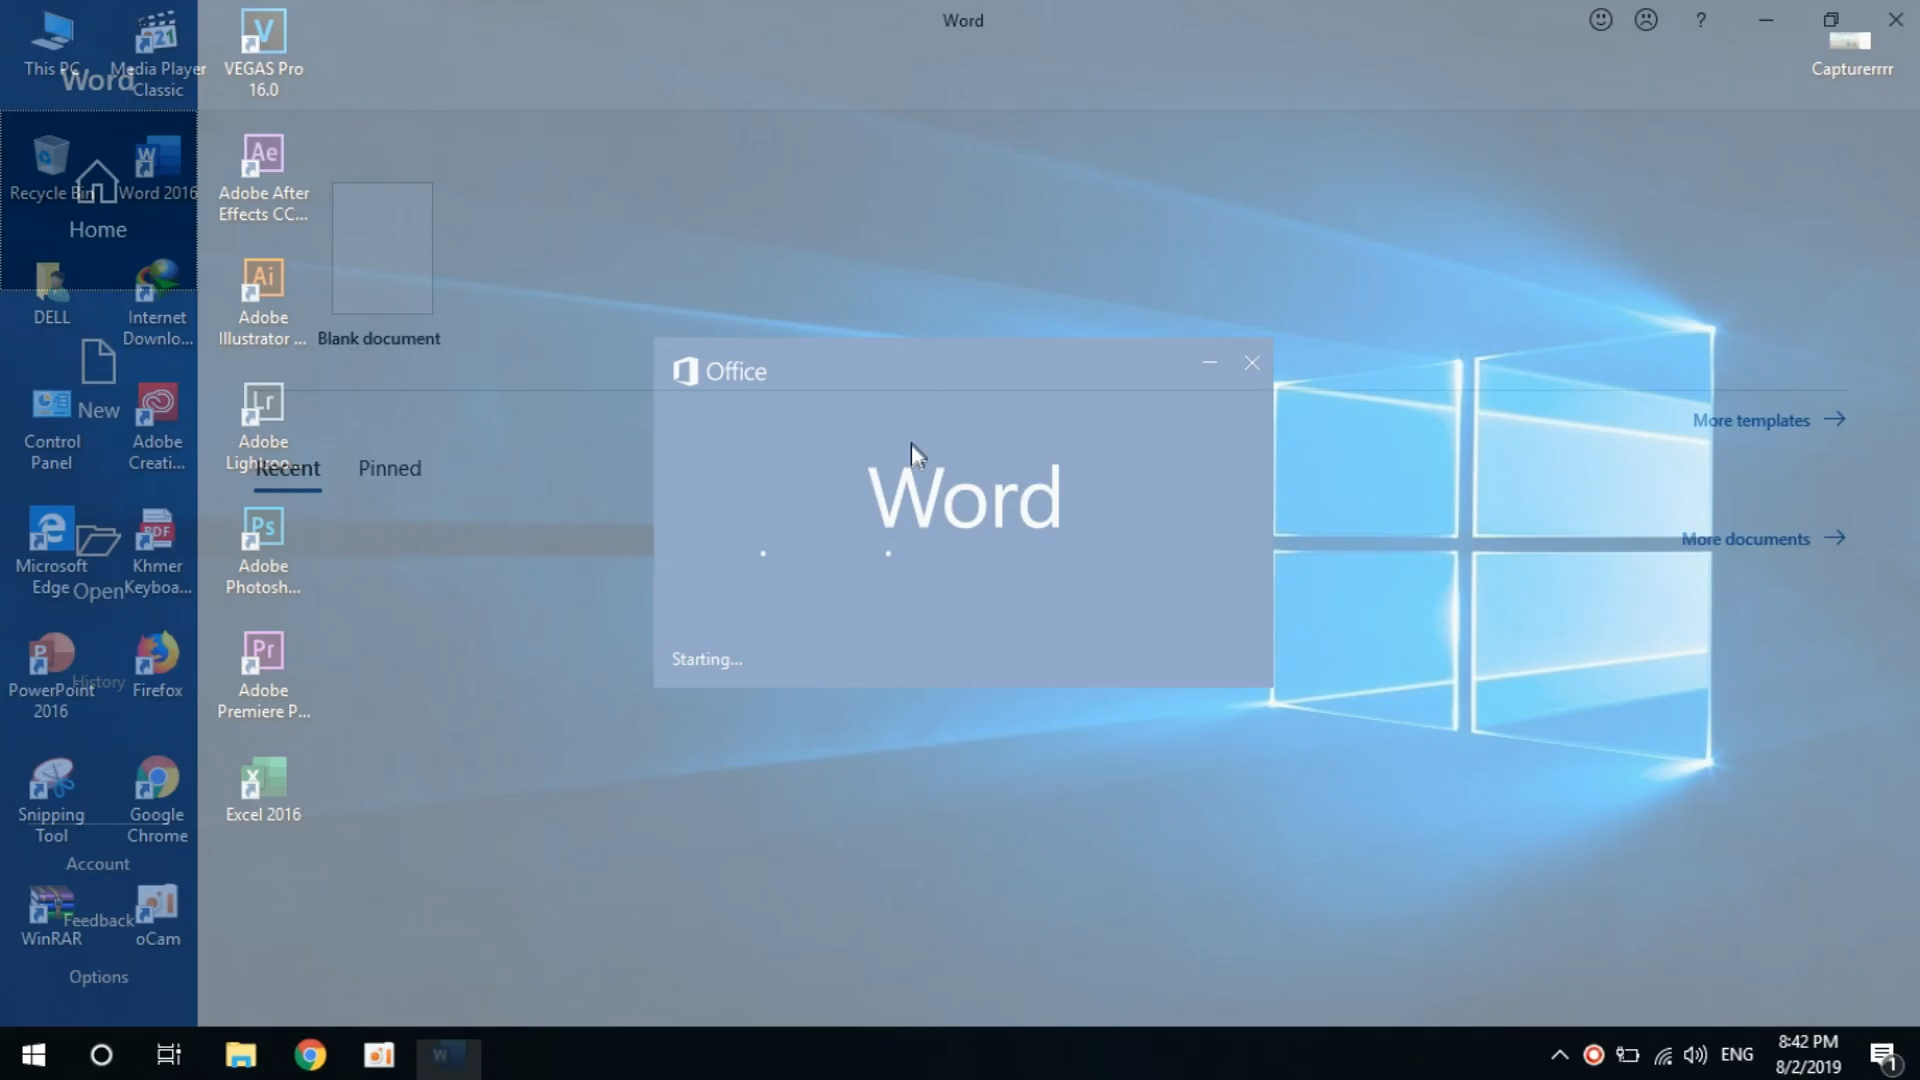 Word
This PC
Media Player
Classic
VEGAS Pro
16.0
Capturerrrr
Word
Recycle Bin
Word 2016
Adobe After
Effects CC...
Home
DELL
Internet
Downlo...
Adobe
Illustrator ...
Blank document
Office
New
Control
Panel
Adobe
Creati...
Adobe
Lightroo...
More templates
Recent
Pinned
Word
Microsoft
Edge
Khmer
Keyboa...
Adobe
Photosh...
More documents
Open
PowerPoint
2016
History
Firefox
Adobe
Premiere P...
Starting...
Snipping
Tool
Google
Chrome
Excel 2016
Account
WinRAR
Feedback
oCam
Options
ENG
8:42 PM
8/2/2019
1